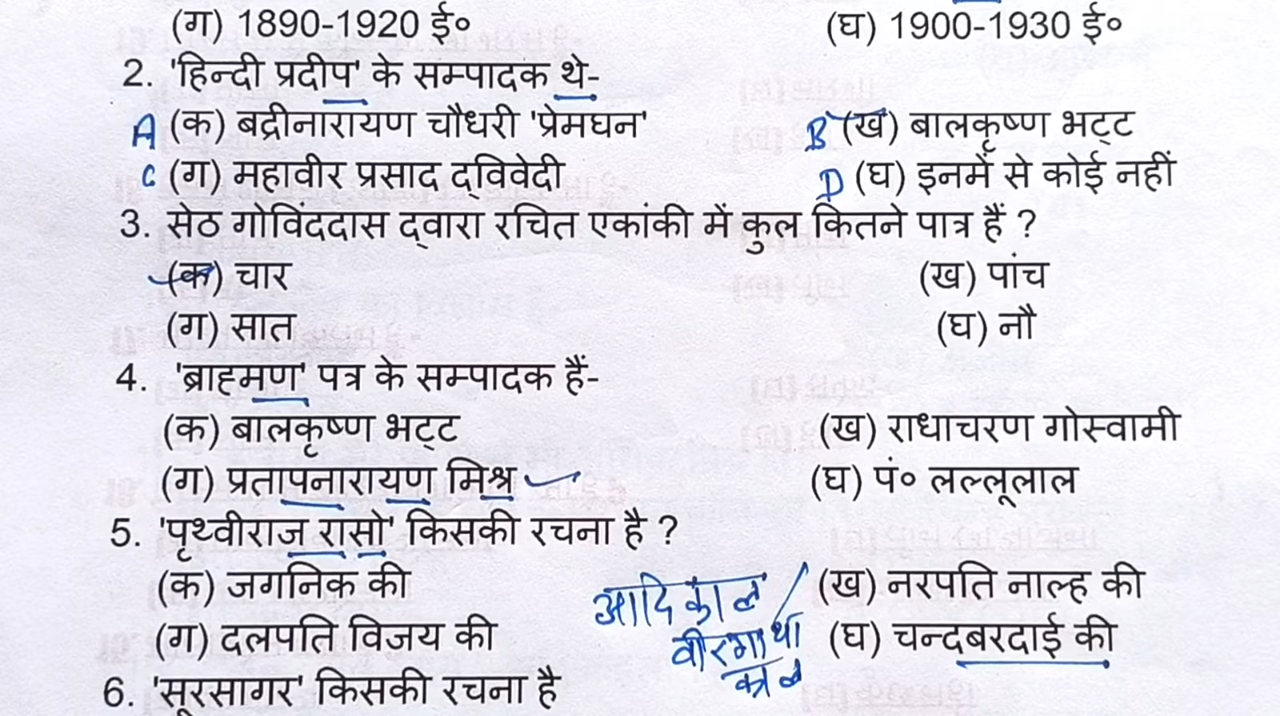 (ग) 1890-1920 ई० (घ) 1900-1930 ई०
2. 'हिन्दी प्रदीप' के सम्पादक थे-
A (क) बद्रीनारायण चौधरी 'प्रेमघन' B (ख) बालकृष्ण भट्ट
C (ग) महावीर प्रसाद द्विवेदी D (घ) इनमें से कोई नहीं
3. सेठ गोविंददास द्वारा रचित एकांकी में कुल कितने पात्र हैं ?
(क) चार (ख) पांच
(ग) सात (घ) नौ
4. 'ब्राह्मण' पत्र के सम्पादक हैं-
(क) बालकृष्ण भट्ट (ख) राधाचरण गोस्वामी
(ग) प्रतापनारायण मिश्र (घ) पं० लल्लूलाल
5. 'पृथ्वीराज रासो' किसकी रचना है ?
(क) जगनिक की आदिकाल / (ख) नरपति नाल्ह की
(ग) दलपति विजय की वीरगाथा (घ) चन्दबरदाई की
काल
6. 'सूरसागर' किसकी रचना है